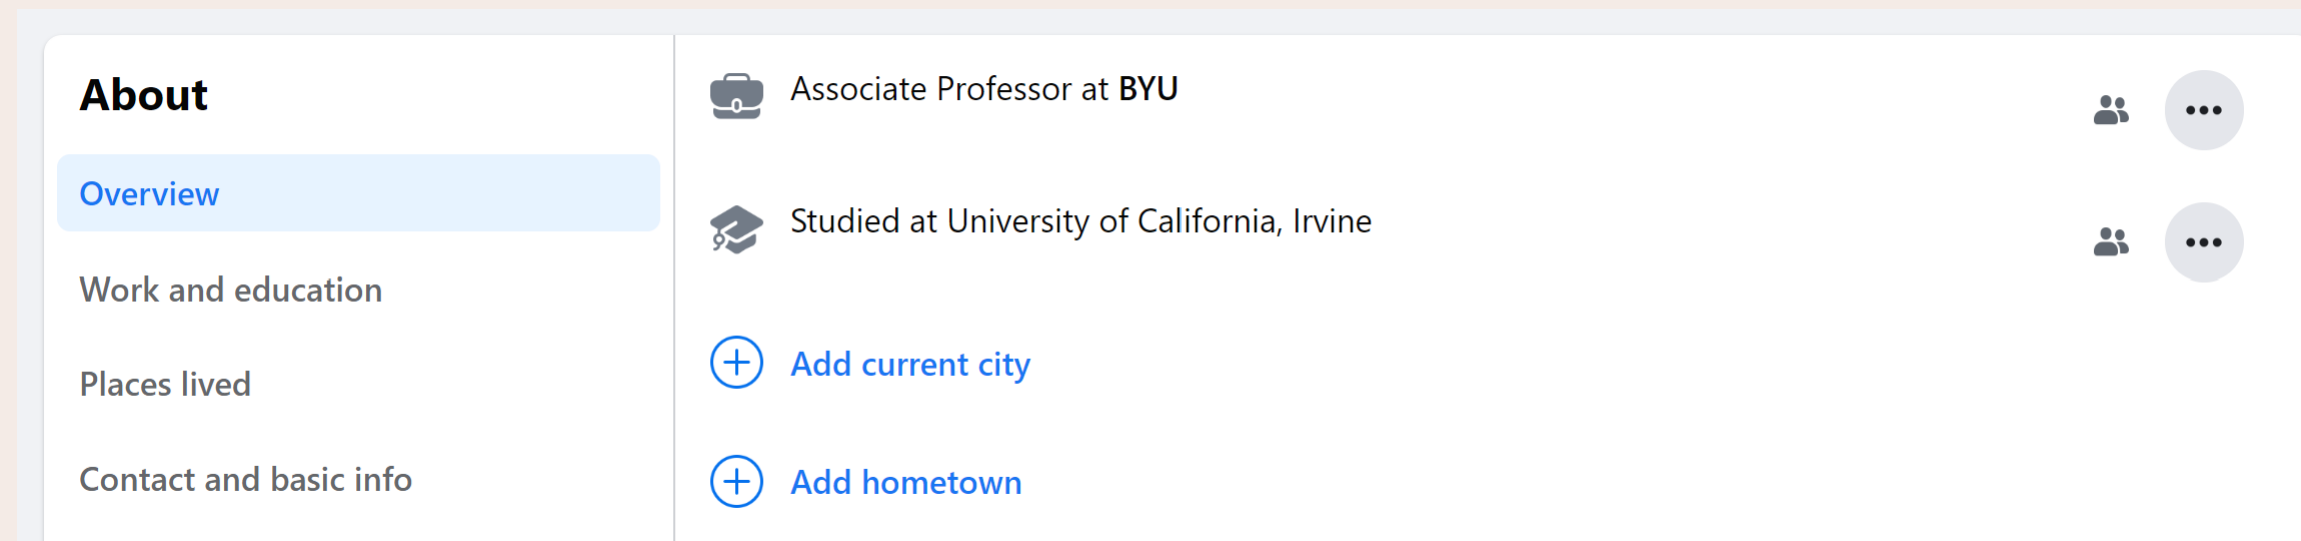 About
Overview
Work and education
Places lived
Contact and basic info
Associate Professor at BYU
Studied at University of California, Irvine
Add current city
Add hometown